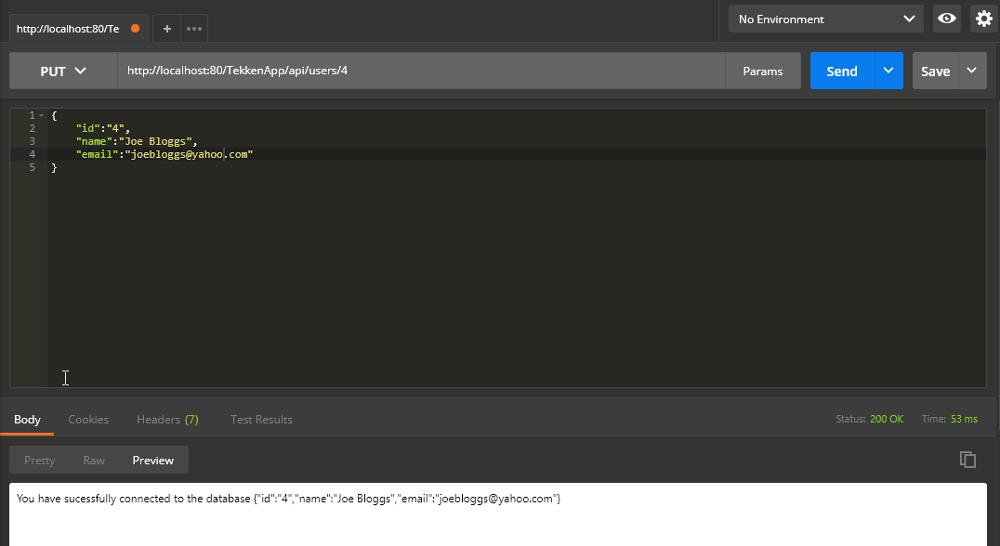 http://localhost:80/Te + ••• No Environment
PUT http://localhost:80/TekkenApp/api/users/4 Params Send Save
1 {
2 "id":"4",
3 "name":"Joe Bloggs",
4 "email":"joebloggs@yahoo.com"
5 }
Body Cookies Headers (7) Test Results Status: 200 OK Time: 53 ms
Pretty Raw Preview
You have sucessfully connected to the database {"id":"4","name":"Joe Bloggs","email":"joebloggs@yahoo.com"}